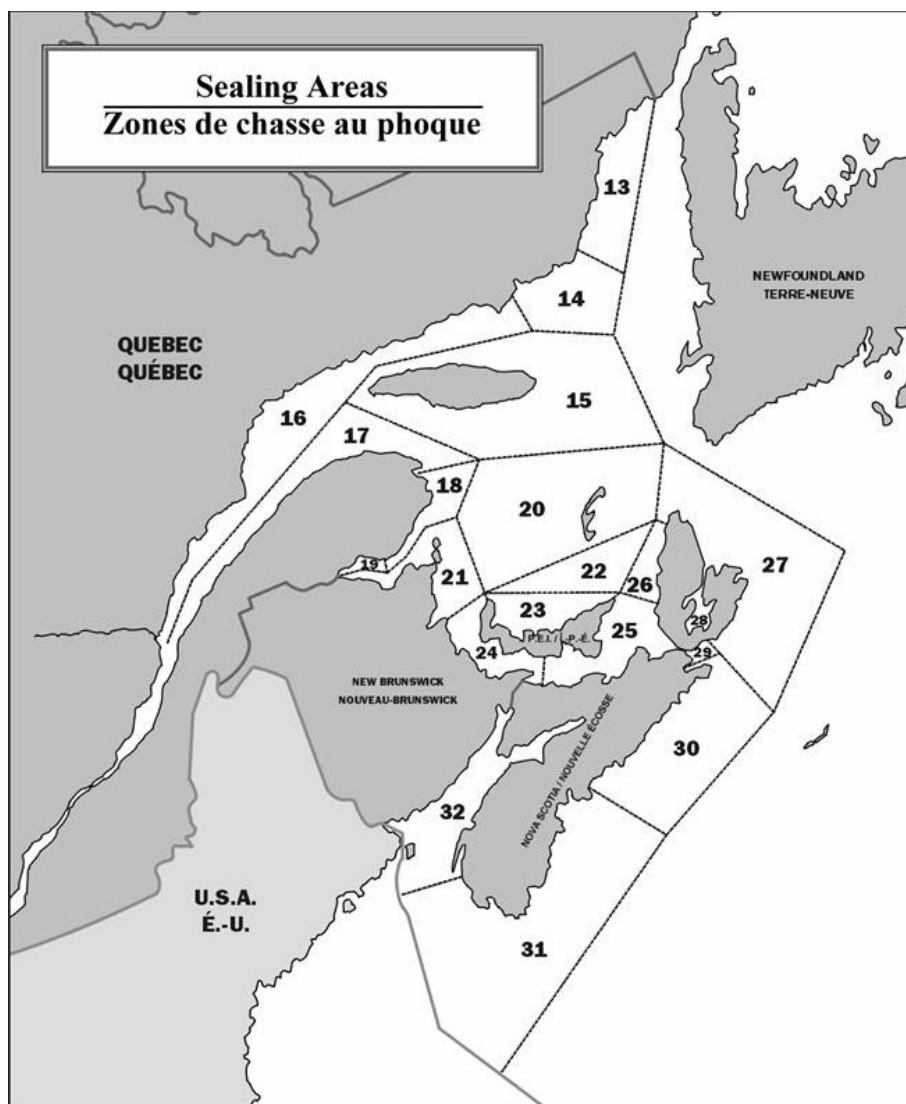 Sealing Areas
Zones de chasse au phoque
13
NEWFOUNDLAND
TERRE-NEUVE
14
QUEBEC
QUÉBEC
15
16
17
18
20
19
21
22
26
27
23
28
P.E.I. / Î.-P.-É.
25
24
29
NEW BRUNSWICK
NOUVEAU-BRUNSWICK
30
NOVA SCOTIA / NOUVELLE ÉCOSSE
32
U.S.A.
É.-U.
31